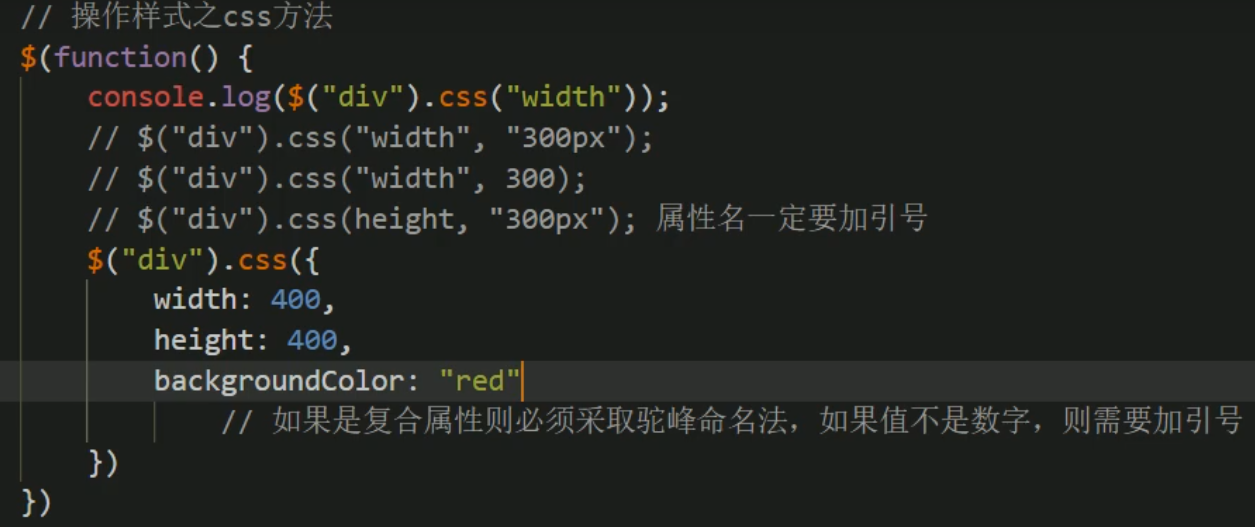 // 操作样式之css方法
$(function() {
    console.log($("div").css("width"));
    // $("div").css("width", "300px");
    // $("div").css("width", 300);
    // $("div").css(height, "300px"); 属性名一定要加引号
    $("div").css({
        width: 400,
        height: 400,
        backgroundColor: "red"
            // 如果是复合属性则必须采取驼峰命名法，如果值不是数字，则需要加引号
    })
})